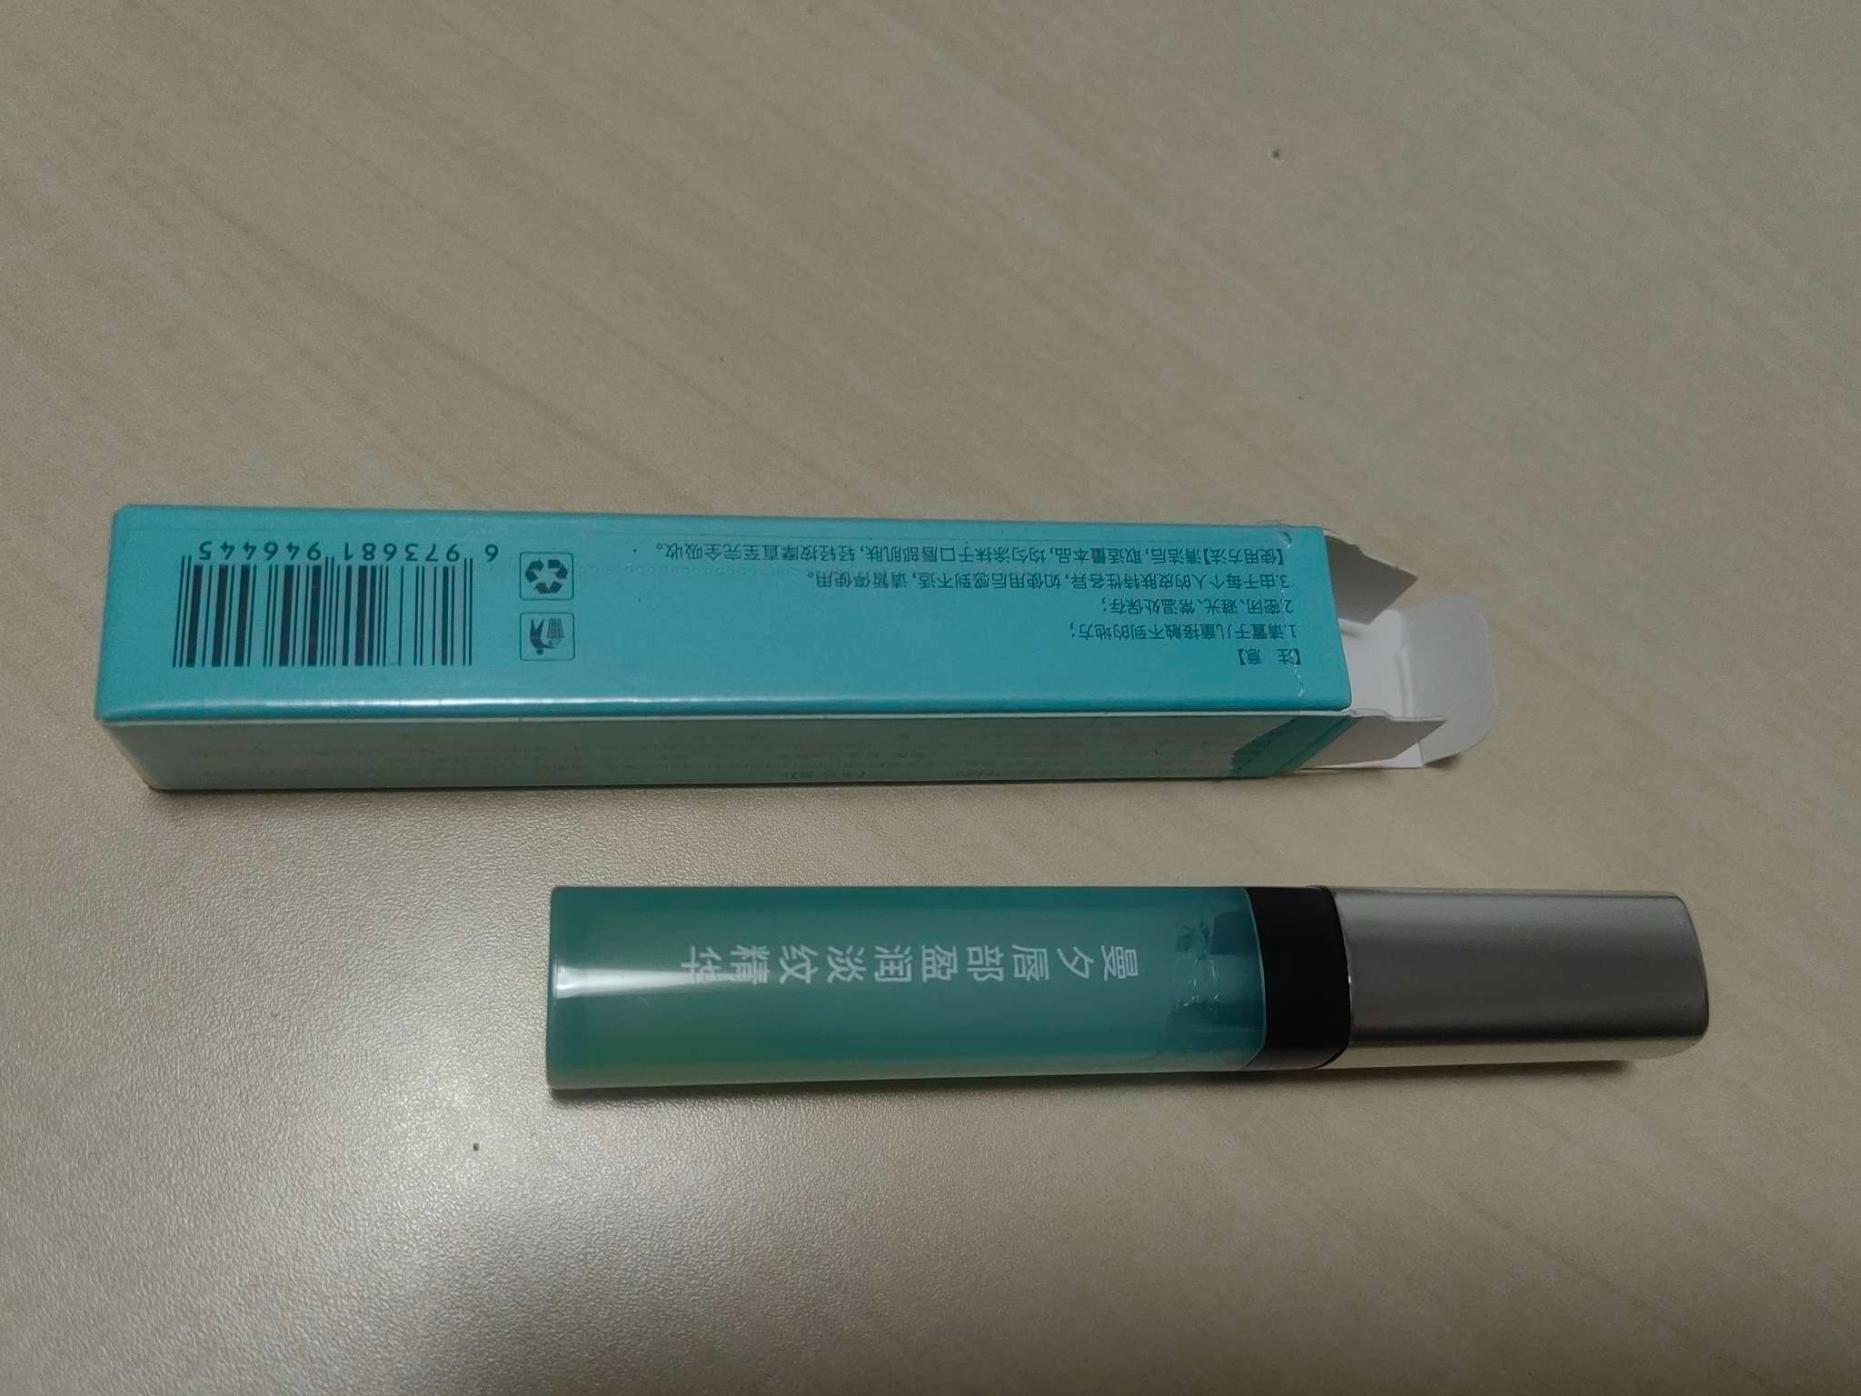 【使用方法】清洁后，取适量本品，均匀涂抹于口唇部肌肤，轻轻按摩直至完全吸收。
【注 意】
1.请置于儿童接触不到的地方；
2.密闭、避光、常温处保存；
3.由于每个人的皮肤特性各异，如使用后感到不适，请暂停使用。
6 973681 946445
曼夕唇部盈润淡纹精华